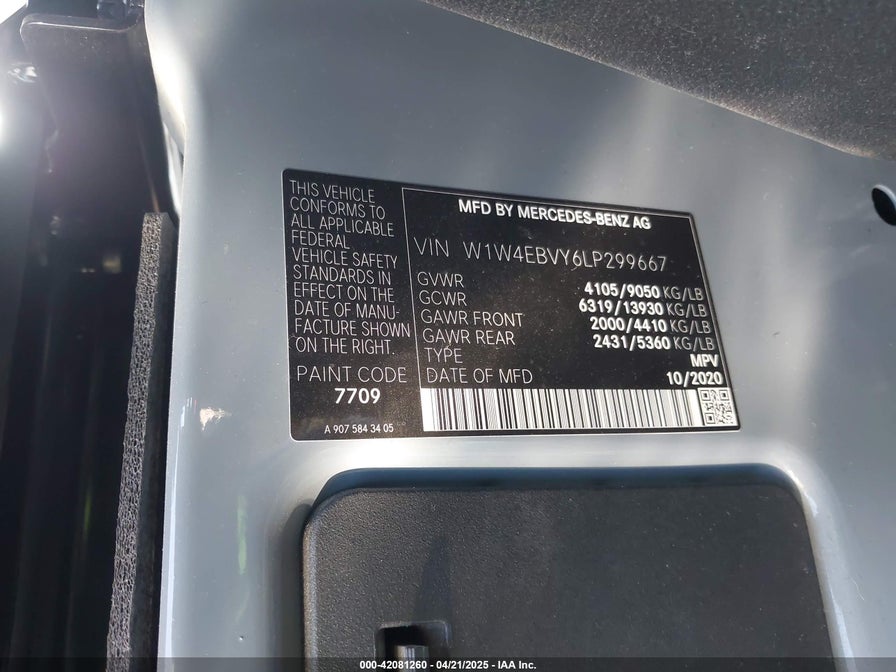 THIS VEHICLE
CONFORMS TO
ALL APPLICABLE
FEDERAL
VEHICLE SAFETY
STANDARDS IN
EFFECT ON THE
DATE OF MANU-
FACTURE SHOWN
ON THE RIGHT.
PAINT CODE
7709
A 907 584 34 05
MFD BY MERCEDES-BENZ AG
VIN W1W4EBVY6LP299667
GVWR 4105/9050 KG/LB
GCWR 6319/13930 KG/LB
GAWR FRONT 2000/4410 KG/LB
GAWR REAR 2431/5360 KG/LB
TYPE MPV
DATE OF MFD 10/2020
000-42081260 - 04/21/2025 - IAA Inc.